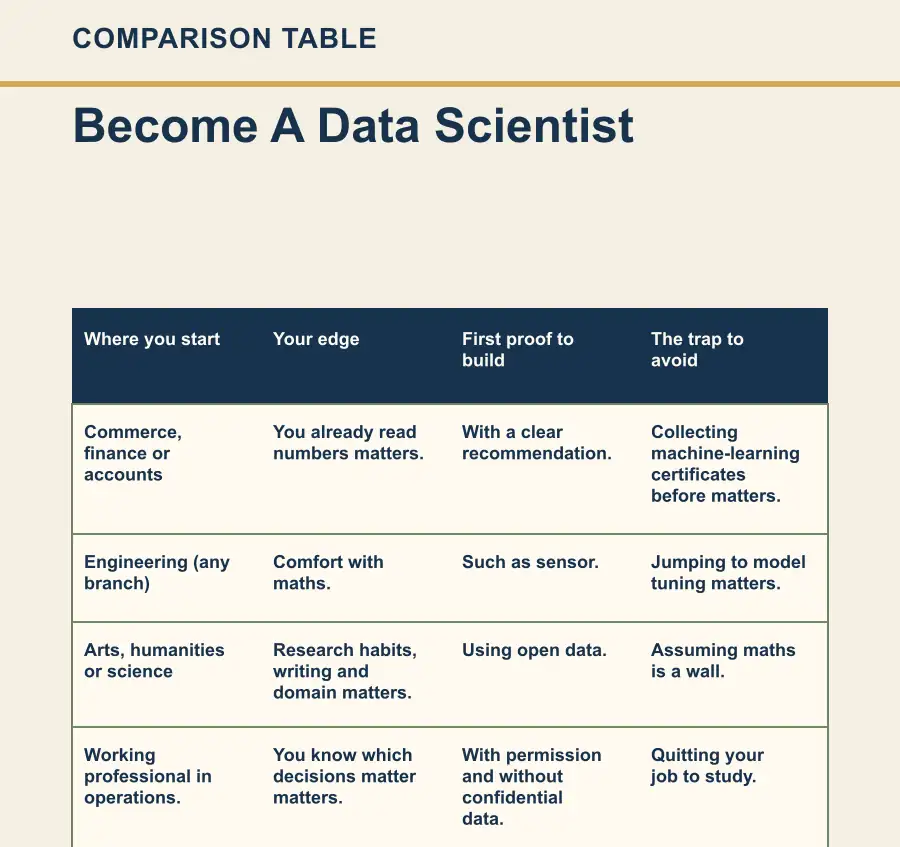 COMPARISON TABLE
Become A Data Scientist
Where you start
Your edge
First proof to
build
The trap to
avoid
Commerce,
finance or
accounts
You already read
numbers matters.
With a clear
recommendation.
Collecting
machine-learning
certificates
before matters.
Engineering (any
branch)
Comfort with
maths.
Such as sensor.
Jumping to model
tuning matters.
Arts, humanities
or science
Research habits,
writing and
domain matters.
Using open data.
Assuming maths
is a wall.
Working
professional in
operations.
You know which
decisions matter
matters.
With permission
and without
confidential
data.
Quitting your
job to study.